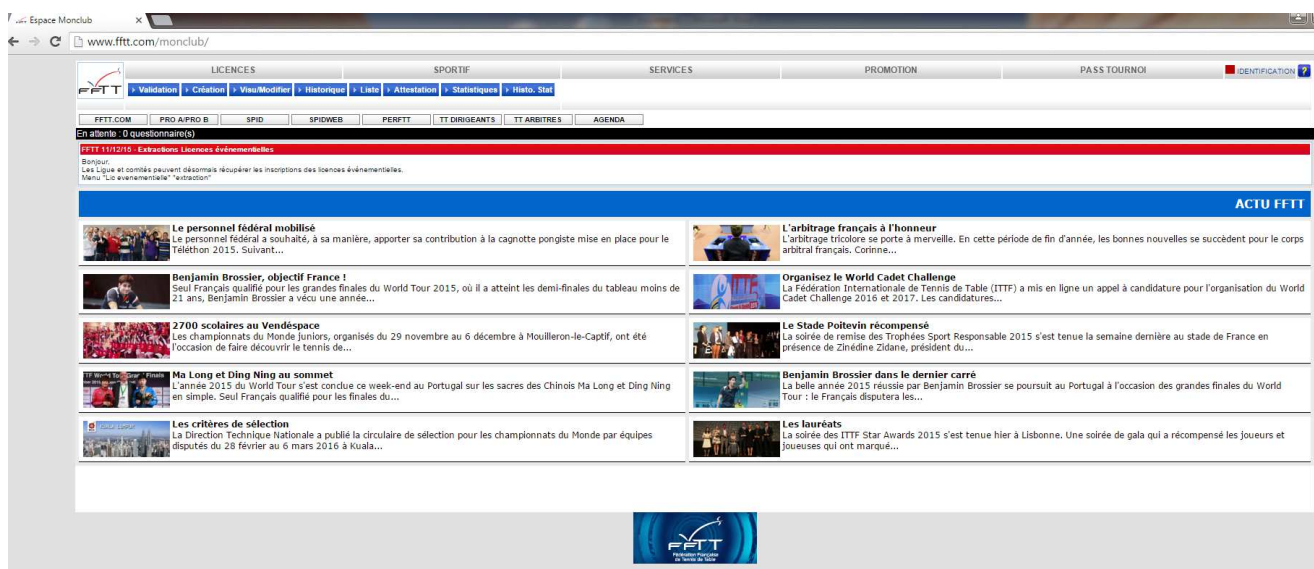 Espace Monclub
www.fftt.com/monclub/
LICENCES SPORTIF SERVICES PROMOTION PASS TOURNOI IDENTIFICATION ?
FFTT
Validation Création Visu/Modifier Historique Liste Attestation Statistiques Histo. Stat
FFTT.COM PRO A/PRO B SPID SPIDWEB PERFTT TT DIRIGEANTS TT ARBITRES AGENDA
En attente : 0 questionnaire(s)
FFTT 11/12/15 - Extractions Licences événementielles
Bonjour.
Les Ligue et comités peuvent désormais récupérer les inscriptions des licences événementielles.
Menu "Lic evenementielle" "extraction"
ACTU FFTT
Le personnel fédéral mobilisé
Le personnel fédéral a souhaité, à sa manière, apporter sa contribution à la cagnotte pongiste mise en place pour le
Téléthon 2015. Suivant...
L'arbitrage français à l'honneur
L'arbitrage tricolore se porte à merveille. En cette période de fin d'année, les bonnes nouvelles se succèdent pour le corps
arbitral français. Corinne...
Benjamin Brossier, objectif France !
Seul Français qualifié pour les grandes finales du World Tour 2015, où il a atteint les demi-finales du tableau moins de
21 ans, Benjamin Brossier a vécu une année...
Organisez le World Cadet Challenge
La Fédération Internationale de Tennis de Table (ITTF) a mis en ligne un appel à candidature pour l'organisation du World
Cadet Challenge 2016 et 2017. Les candidatures...
2700 scolaires au Vendéspace
Les championnats du Monde juniors, organisés du 29 novembre au 6 décembre à Mouilleron-le-Captif, ont été
l'occasion de faire découvrir le tennis de...
Le Stade Poitevin récompensé
La soirée de remise des Trophées Sport Responsable 2015 s'est tenue la semaine dernière au stade de France en
présence de Zinédine Zidane, président du...
Ma Long et Ding Ning au sommet
L'année 2015 du World Tour s'est conclue ce week-end au Portugal sur les sacres des Chinois Ma Long et Ding Ning
en simple. Seul Français qualifié pour les finales du...
Benjamin Brossier dans le dernier carré
La belle année 2015 réussie par Benjamin Brossier se poursuit au Portugal à l'occasion des grandes finales du World
Tour : le Français disputera les...
Les critères de sélection
La Direction Technique Nationale a publié la circulaire de sélection pour les championnats du Monde par équipes
disputés du 28 février au 6 mars 2016 à Kuala...
Les lauréats
La soirée des ITTF Star Awards 2015 s'est tenue hier à Lisbonne. Une soirée de gala qui a récompensé les joueurs et
joueuses qui ont marqué...
FFTT
Fédération Française
de Tennis de Table